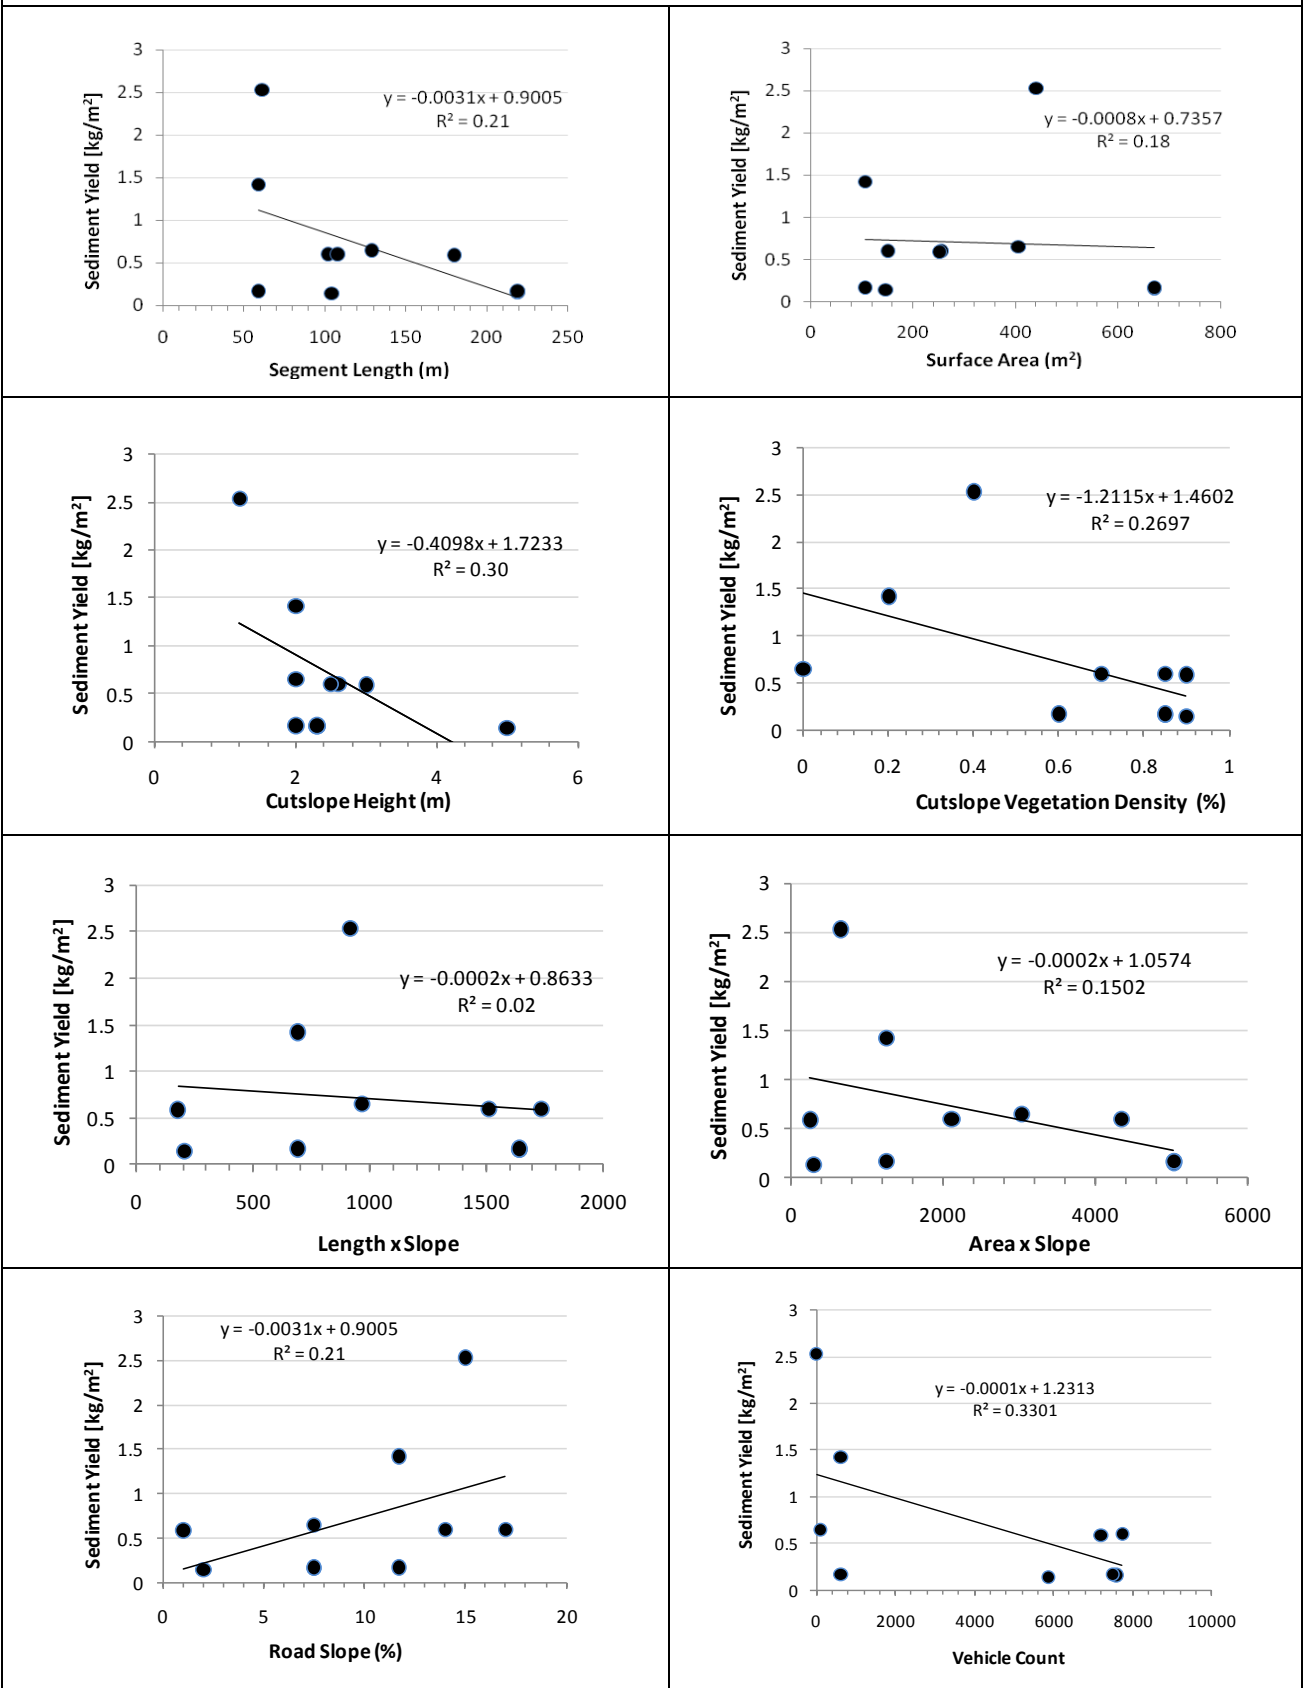 3
2.5
2
1.5
1
0.5
0
Sediment Yield [kg/m²]
y = -0.0031x + 0.9005
R² = 0.21
0 50 100 150 200 250
Segment Length (m)
3
2.5
2
1.5
1
0.5
0
Sediment Yield [kg/m²]
y = -0.0008x + 0.7357
R² = 0.18
0 200 400 600 800
Surface Area (m²)
3
2.5
2
1.5
1
0.5
0
Sediment Yield [kg/m²]
y = -0.4098x + 1.7233
R² = 0.30
0 2 4 6
Cutslope Height (m)
3
2.5
2
1.5
1
0.5
0
Sediment Yield [kg/m²]
y = -1.2115x + 1.4602
R² = 0.2697
0 0.2 0.4 0.6 0.8 1
Cutslope Vegetation Density (%)
3
2.5
2
1.5
1
0.5
0
Sediment Yield [kg/m²]
y = -0.0002x + 0.8633
R² = 0.02
0 500 1000 1500 2000
Length x Slope
3
2.5
2
1.5
1
0.5
0
Sediment Yield [kg/m²]
y = -0.0002x + 1.0574
R² = 0.1502
0 2000 4000 6000
Area x Slope
3
2.5
2
1.5
1
0.5
0
Sediment Yield [kg/m²]
y = -0.0031x + 0.9005
R² = 0.21
0 5 10 15 20
Road Slope (%)
3
2.5
2
1.5
1
0.5
0
Sediment Yield [kg/m²]
y = -0.0001x + 1.2313
R² = 0.3301
0 2000 4000 6000 8000 10000
Vehicle Count